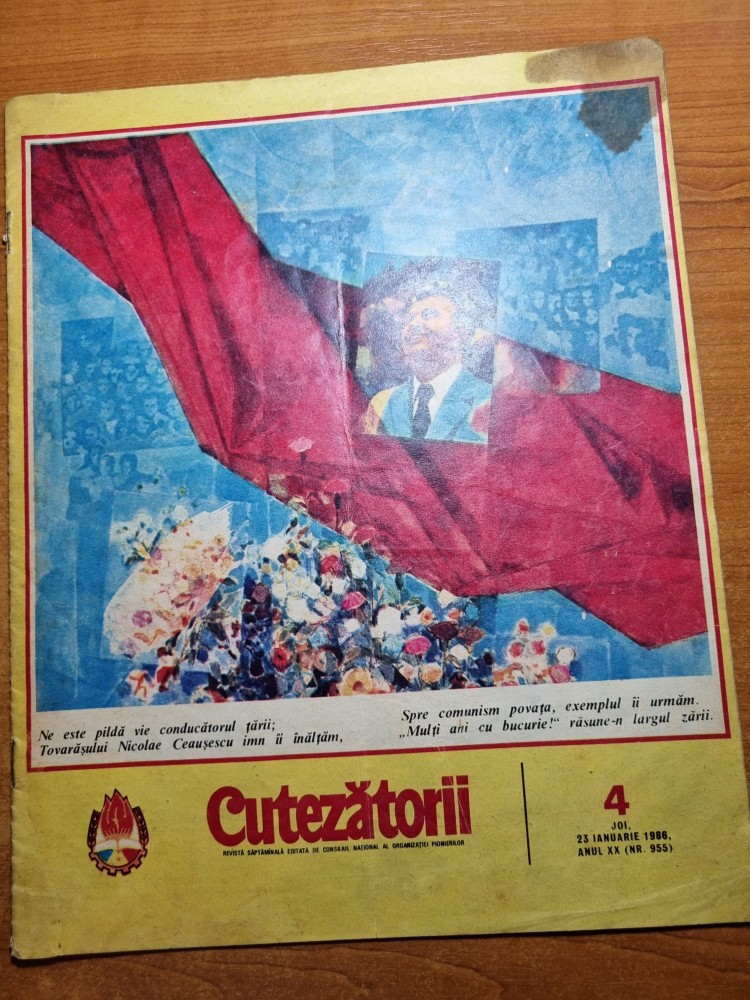 Ne este pildă vie conducătorul țării;
Tovarășului Nicolae Ceaușescu imn îi înălțăm,
Spre comunism povața, exemplul îi urmăm.
„Mulți ani cu bucurie!“ răsune-n largul zării.
Cutezătorii
REVISTĂ SĂPTĂMÎNALĂ EDITATĂ DE CONSILIUL NAȚIONAL AL ORGANIZAȚIEI PIONIERILOR
4
JOI,
23 IANUARIE 1986,
ANUL XX (NR. 955)